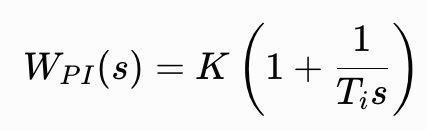 $W_{PI}(s) = K \left( 1 + \frac{1}{T_i s} \right)$